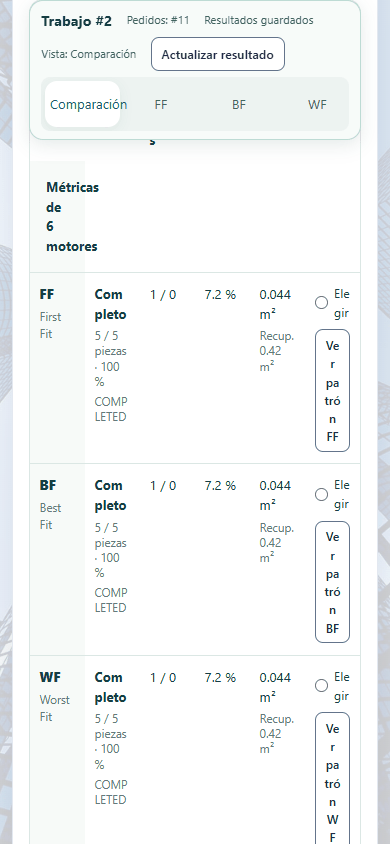 Trabajo #2 Pedidos: #11 Resultados guardados
Vista: Comparación Actualizar resultado
Comparación FF BF WF
Métricas
de
6
motores
FF Com 1 / 0 7.2 % 0.044 Ele
First pleto m² gir
Fit 5 / 5 Recup. Ve
piezas 0.42 r
· 100 m² pa
% tró
COMP n
LETED FF
BF Com 1 / 0 7.2 % 0.044 Ele
Best pleto m² gir
Fit 5 / 5 Recup. Ve
piezas 0.42 r
· 100 m² pa
% tró
COMP n
LETED BF
WF Com 1 / 0 7.2 % 0.044 Ele
Worst pleto m² gir
Fit 5 / 5 Recup. Ve
piezas 0.42 r
· 100 m² pa
% tró
COMP n
LETED W
F